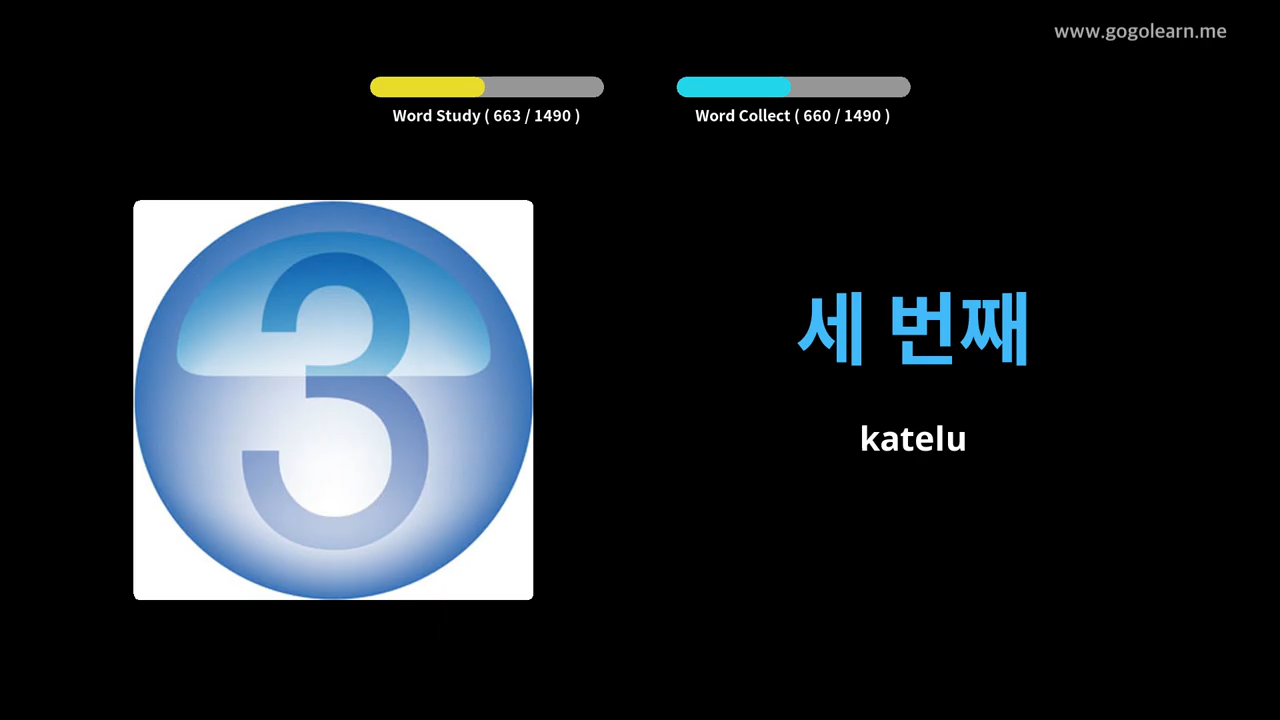 www.gogolearn.me
Word Study ( 663 / 1490 )
Word Collect ( 660 / 1490 )
3
세 번째
katelu